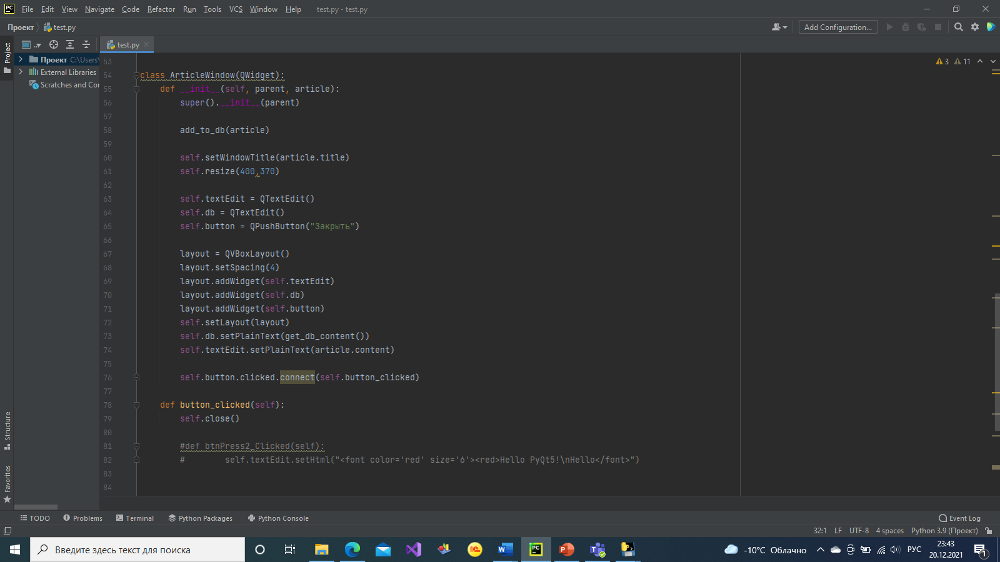 PC File Edit View Navigate Code Refactor Run Tools VCS Window Help test.py - test.py
Проект test.py Add Configuration...
Project .. test.py
Проект C:\Users\
External Libraries
Scratches and Cor
3 11
53
54 class ArticleWindow(QWidget):
55 def __init__(self, parent, article):
56 super().__init__(parent)
57
58 add_to_db(article)
59
60 self.setWindowTitle(article.title)
61 self.resize(400,370)
62
63 self.textEdit = QTextEdit()
64 self.db = QTextEdit()
65 self.button = QPushButton("Закрыть")
66
67 layout = QVBoxLayout()
68 layout.setSpacing(4)
69 layout.addWidget(self.textEdit)
70 layout.addWidget(self.db)
71 layout.addWidget(self.button)
72 self.setLayout(layout)
73 self.db.setPlainText(get_db_content())
74 self.textEdit.setPlainText(article.content)
75
76 self.button.clicked.connect(self.button_clicked)
77
78 def button_clicked(self):
79 self.close()
80
81 #def btnPress2_Clicked(self):
82 # self.textEdit.setHtml("<font color='red' size='6'><red>Hello PyQt5!\nHello</font>")
83
84
Structure
Favorites
TODO Problems Terminal Python Packages Python Console Event Log
32:1 LF UTF-8 4 spaces Python 3.9 (Проект)
Введите здесь текст для поиска
1С W PC P T
-10°C Облачно РУС 23:43
20.12.2021
1